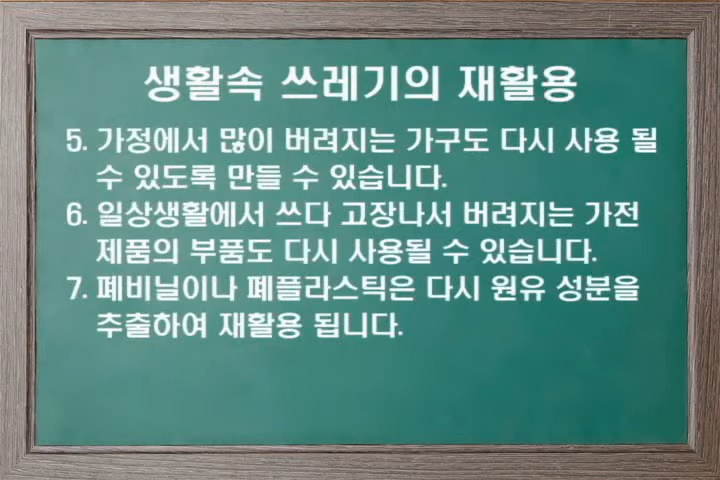 생활속 쓰레기의 재활용
5. 가정에서 많이 버려지는 가구도 다시 사용 될
수 있도록 만들 수 있습니다.
6. 일상생활에서 쓰다 고장나서 버려지는 가전
제품의 부품도 다시 사용될 수 있습니다.
7. 폐비닐이나 폐플라스틱은 다시 원유 성분을
추출하여 재활용 됩니다.